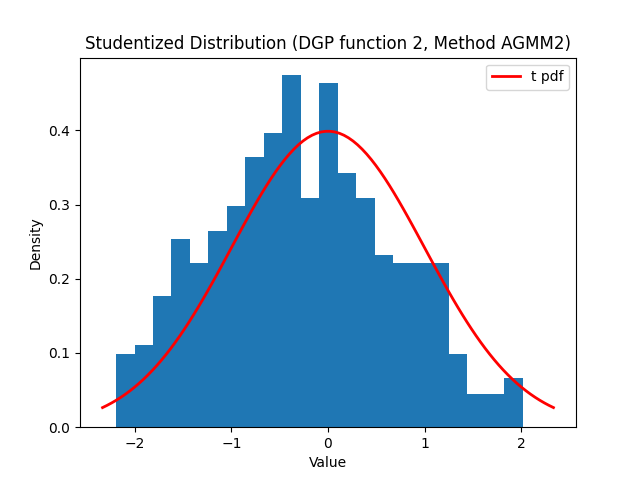 Studentized Distribution (DGP function 2, Method AGMM2)
t pdf
Density
0.4
0.3
0.2
0.1
0.0
−2
−1
0
1
2
Value